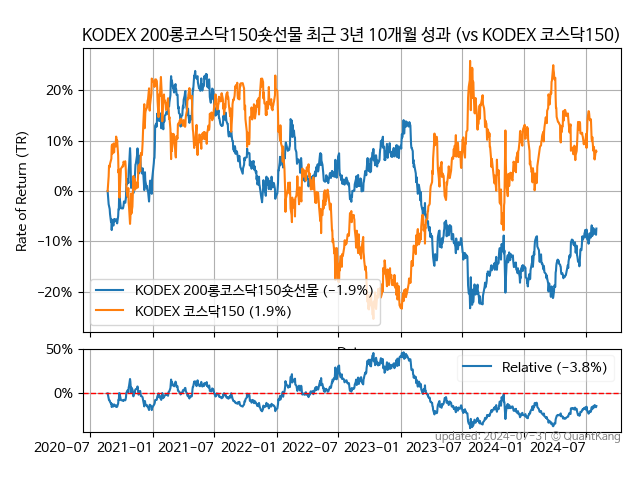 KODEX 200롱코스닥150숏선물 최근 3년 10개월 성과 (vs KODEX 코스닥150)
20%
10%
0%
−10%
−20%
Rate of Return (TR)
KODEX 200롱코스닥150숏선물 (−1.9%)
KODEX 코스닥150 (1.9%)
50%
0%
Relative (−3.8%)
2020-07 2021-01 2021-07 2022-01 2022-07 2023-01 2023-07 2024-01 2024-07
updated: 2024-07-31 © QuantKang